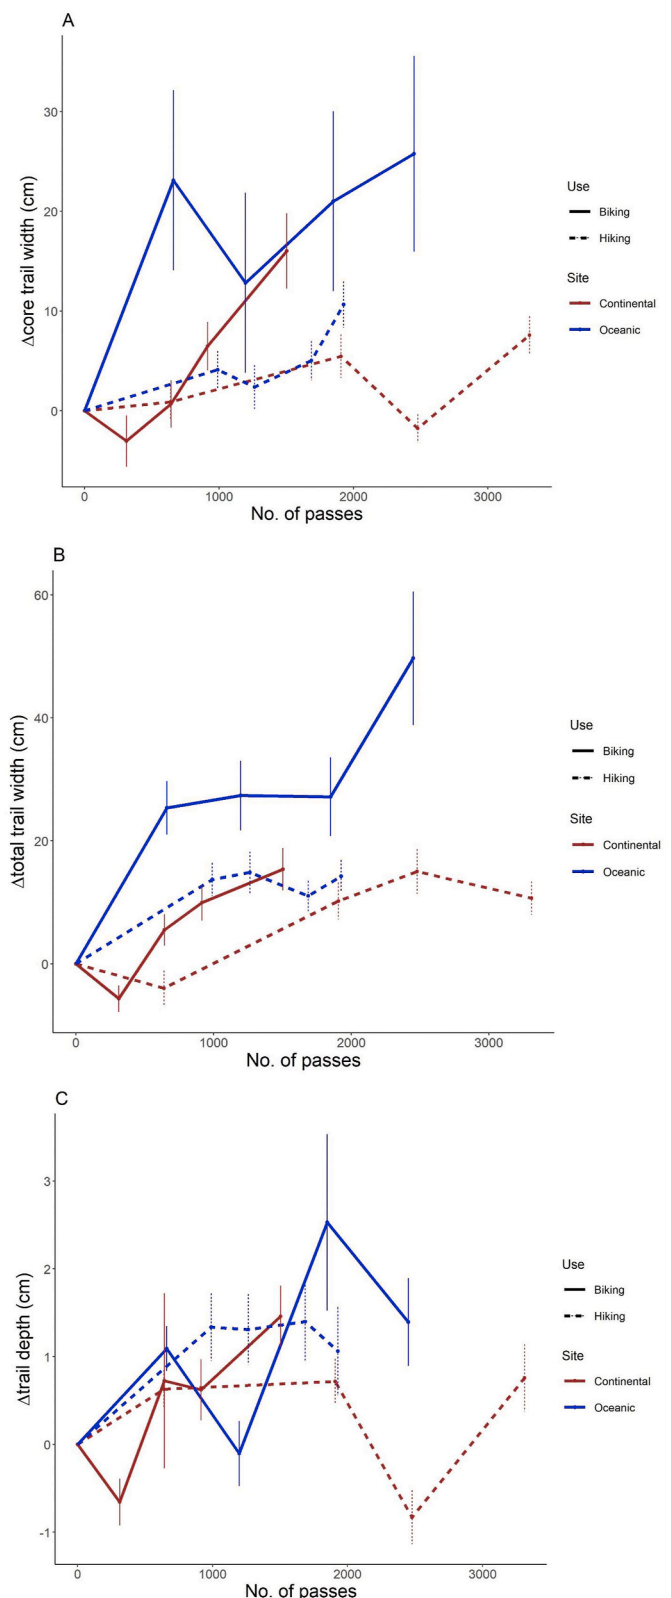 A
Δcore trail width (cm)
30
20
10
0
0 1000 2000 3000
No. of passes
Use
Biking
Hiking
Site
Continental
Oceanic
B
Δtotal trail width (cm)
60
40
20
0
0 1000 2000 3000
No. of passes
Use
Biking
Hiking
Site
Continental
Oceanic
C
Δtrail depth (cm)
3
2
1
0
-1
0 1000 2000 3000
No. of passes
Use
Biking
Hiking
Site
Continental
Oceanic